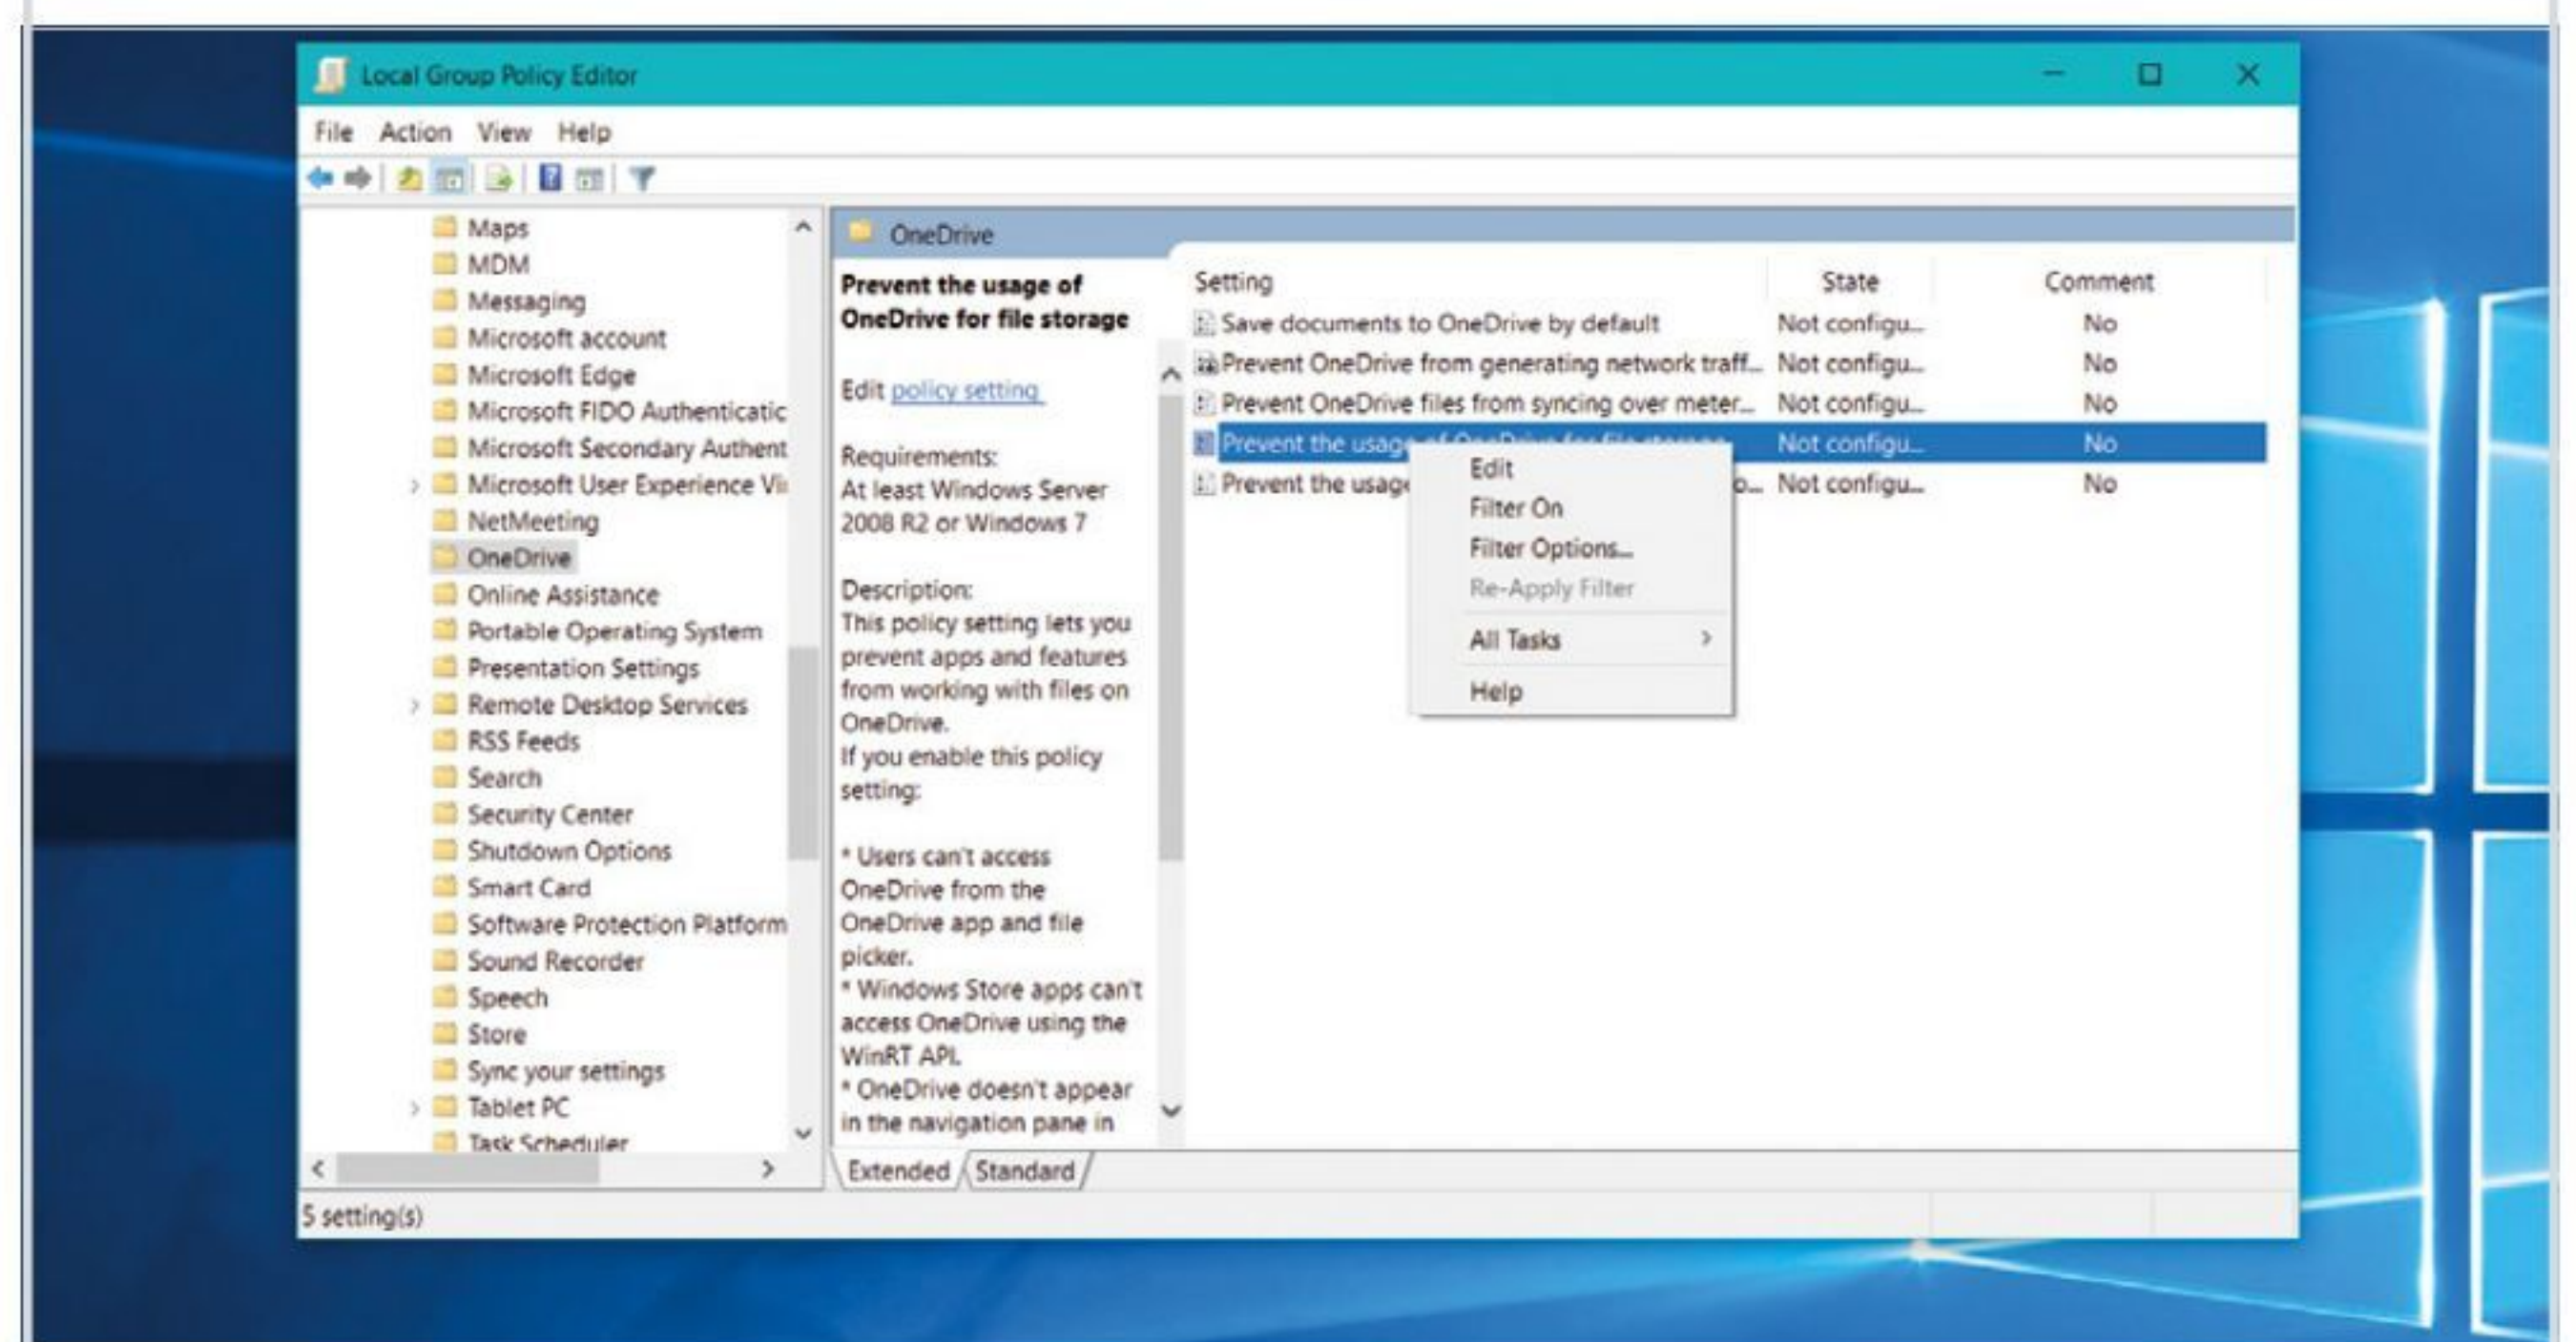 Local Group Policy Editor
File Action View Help
Maps
MDM
Messaging
Microsoft account
Microsoft Edge
Microsoft FIDO Authenticatic
Microsoft Secondary Authent
Microsoft User Experience Vi
NetMeeting
OneDrive
Online Assistance
Portable Operating System
Presentation Settings
Remote Desktop Services
RSS Feeds
Search
Security Center
Shutdown Options
Smart Card
Software Protection Platform
Sound Recorder
Speech
Store
Sync your settings
Tablet PC
Task Scheduler
OneDrive
Prevent the usage of
OneDrive for file storage
Edit policy setting
Requirements:
At least Windows Server
2008 R2 or Windows 7
Description:
This policy setting lets you
prevent apps and features
from working with files on
OneDrive.
If you enable this policy
setting:
* Users can't access
OneDrive from the
OneDrive app and file
picker.
* Windows Store apps can't
access OneDrive using the
WinRT API.
* OneDrive doesn't appear
in the navigation pane in
Setting State Comment
Save documents to OneDrive by default Not configu... No
Prevent OneDrive from generating network traff... Not configu... No
Prevent OneDrive files from syncing over meter... Not configu... No
Prevent the usage of OneDrive for file storage Not configu... No
Prevent the usage o... Not configu... No
Edit
Filter On
Filter Options...
Re-Apply Filter
All Tasks
Help
Extended Standard
5 setting(s)